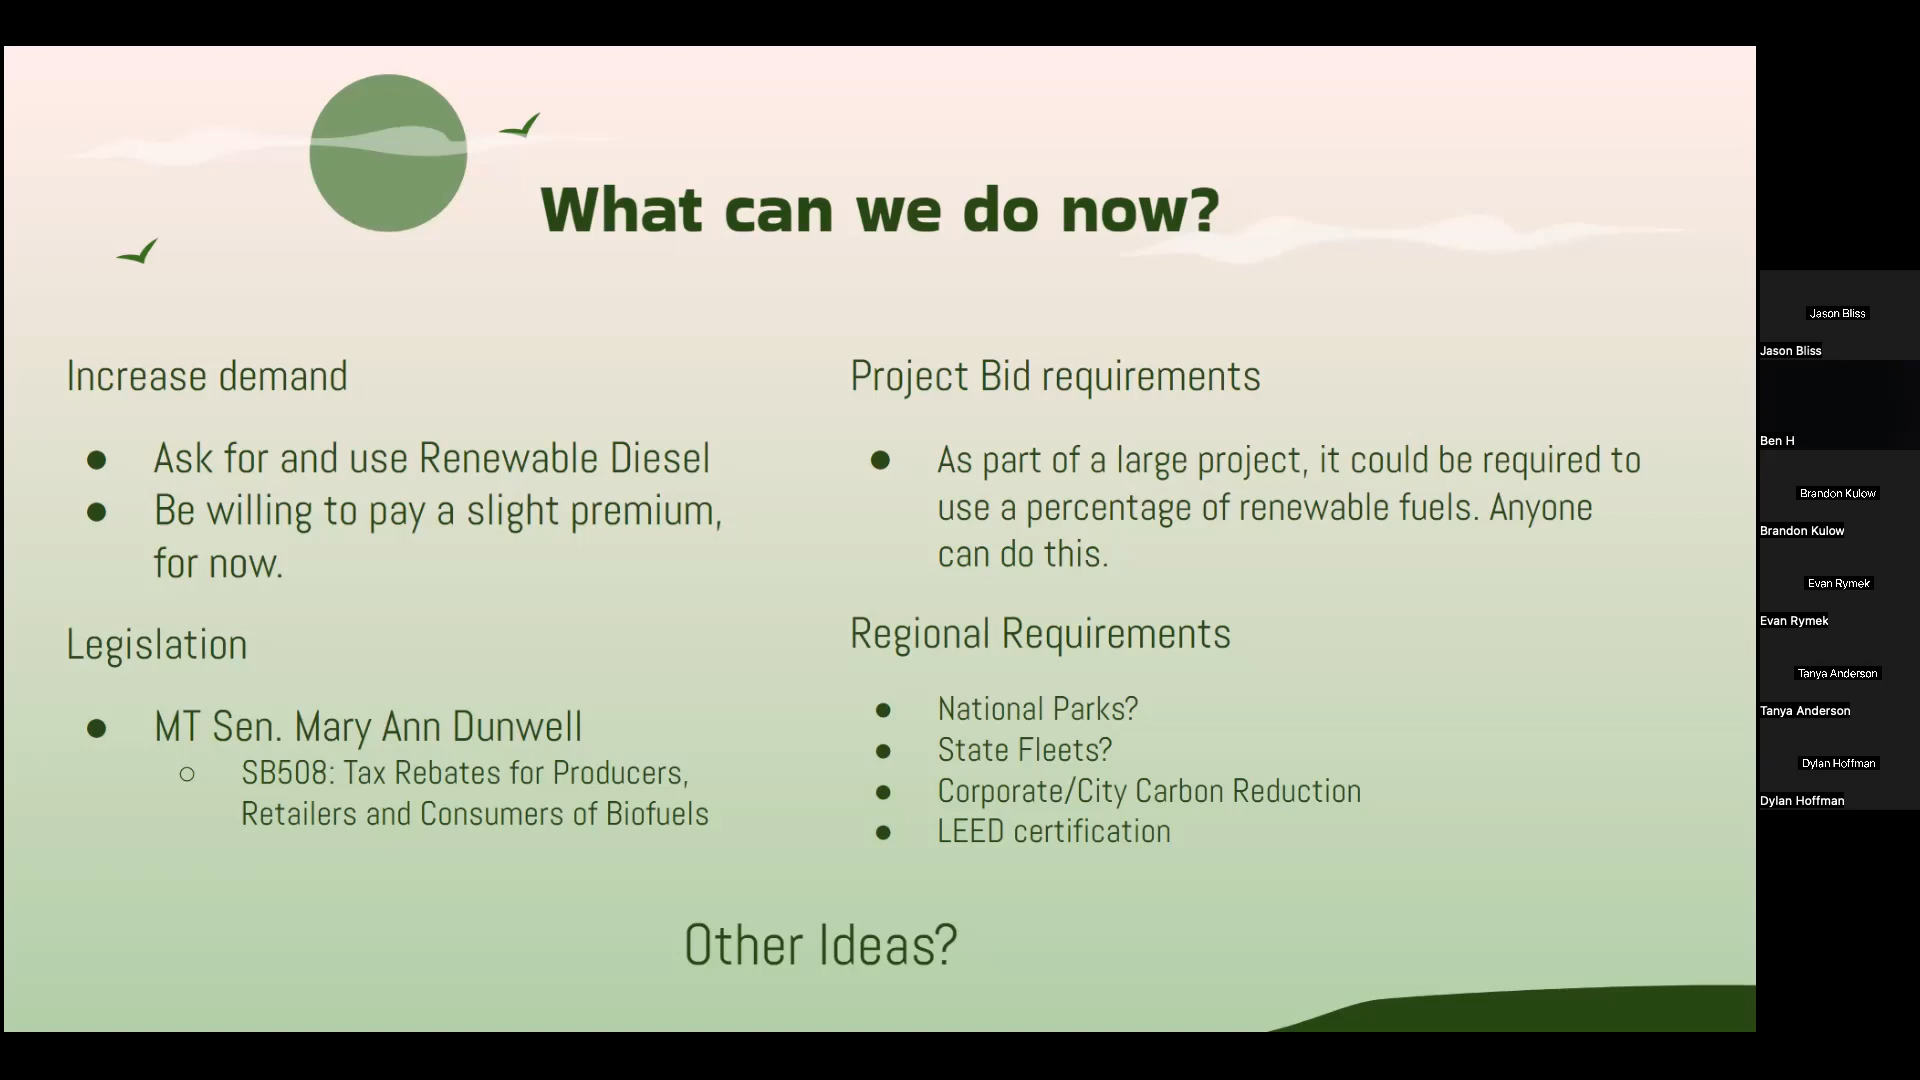 What can we do now?
Increase demand
● Ask for and use Renewable Diesel
● Be willing to pay a slight premium,
for now.
Legislation
● MT Sen. Mary Ann Dunwell
○ SB508: Tax Rebates for Producers,
Retailers and Consumers of Biofuels
Project Bid requirements
● As part of a large project, it could be required to
use a percentage of renewable fuels. Anyone
can do this.
Regional Requirements
● National Parks?
● State Fleets?
● Corporate/City Carbon Reduction
● LEED certification
Other Ideas?
Jason Bliss
Jason Bliss
Ben H
Brandon Kulow
Brandon Kulow
Evan Rymek
Evan Rymek
Tanya Anderson
Tanya Anderson
Dylan Hoffman
Dylan Hoffman